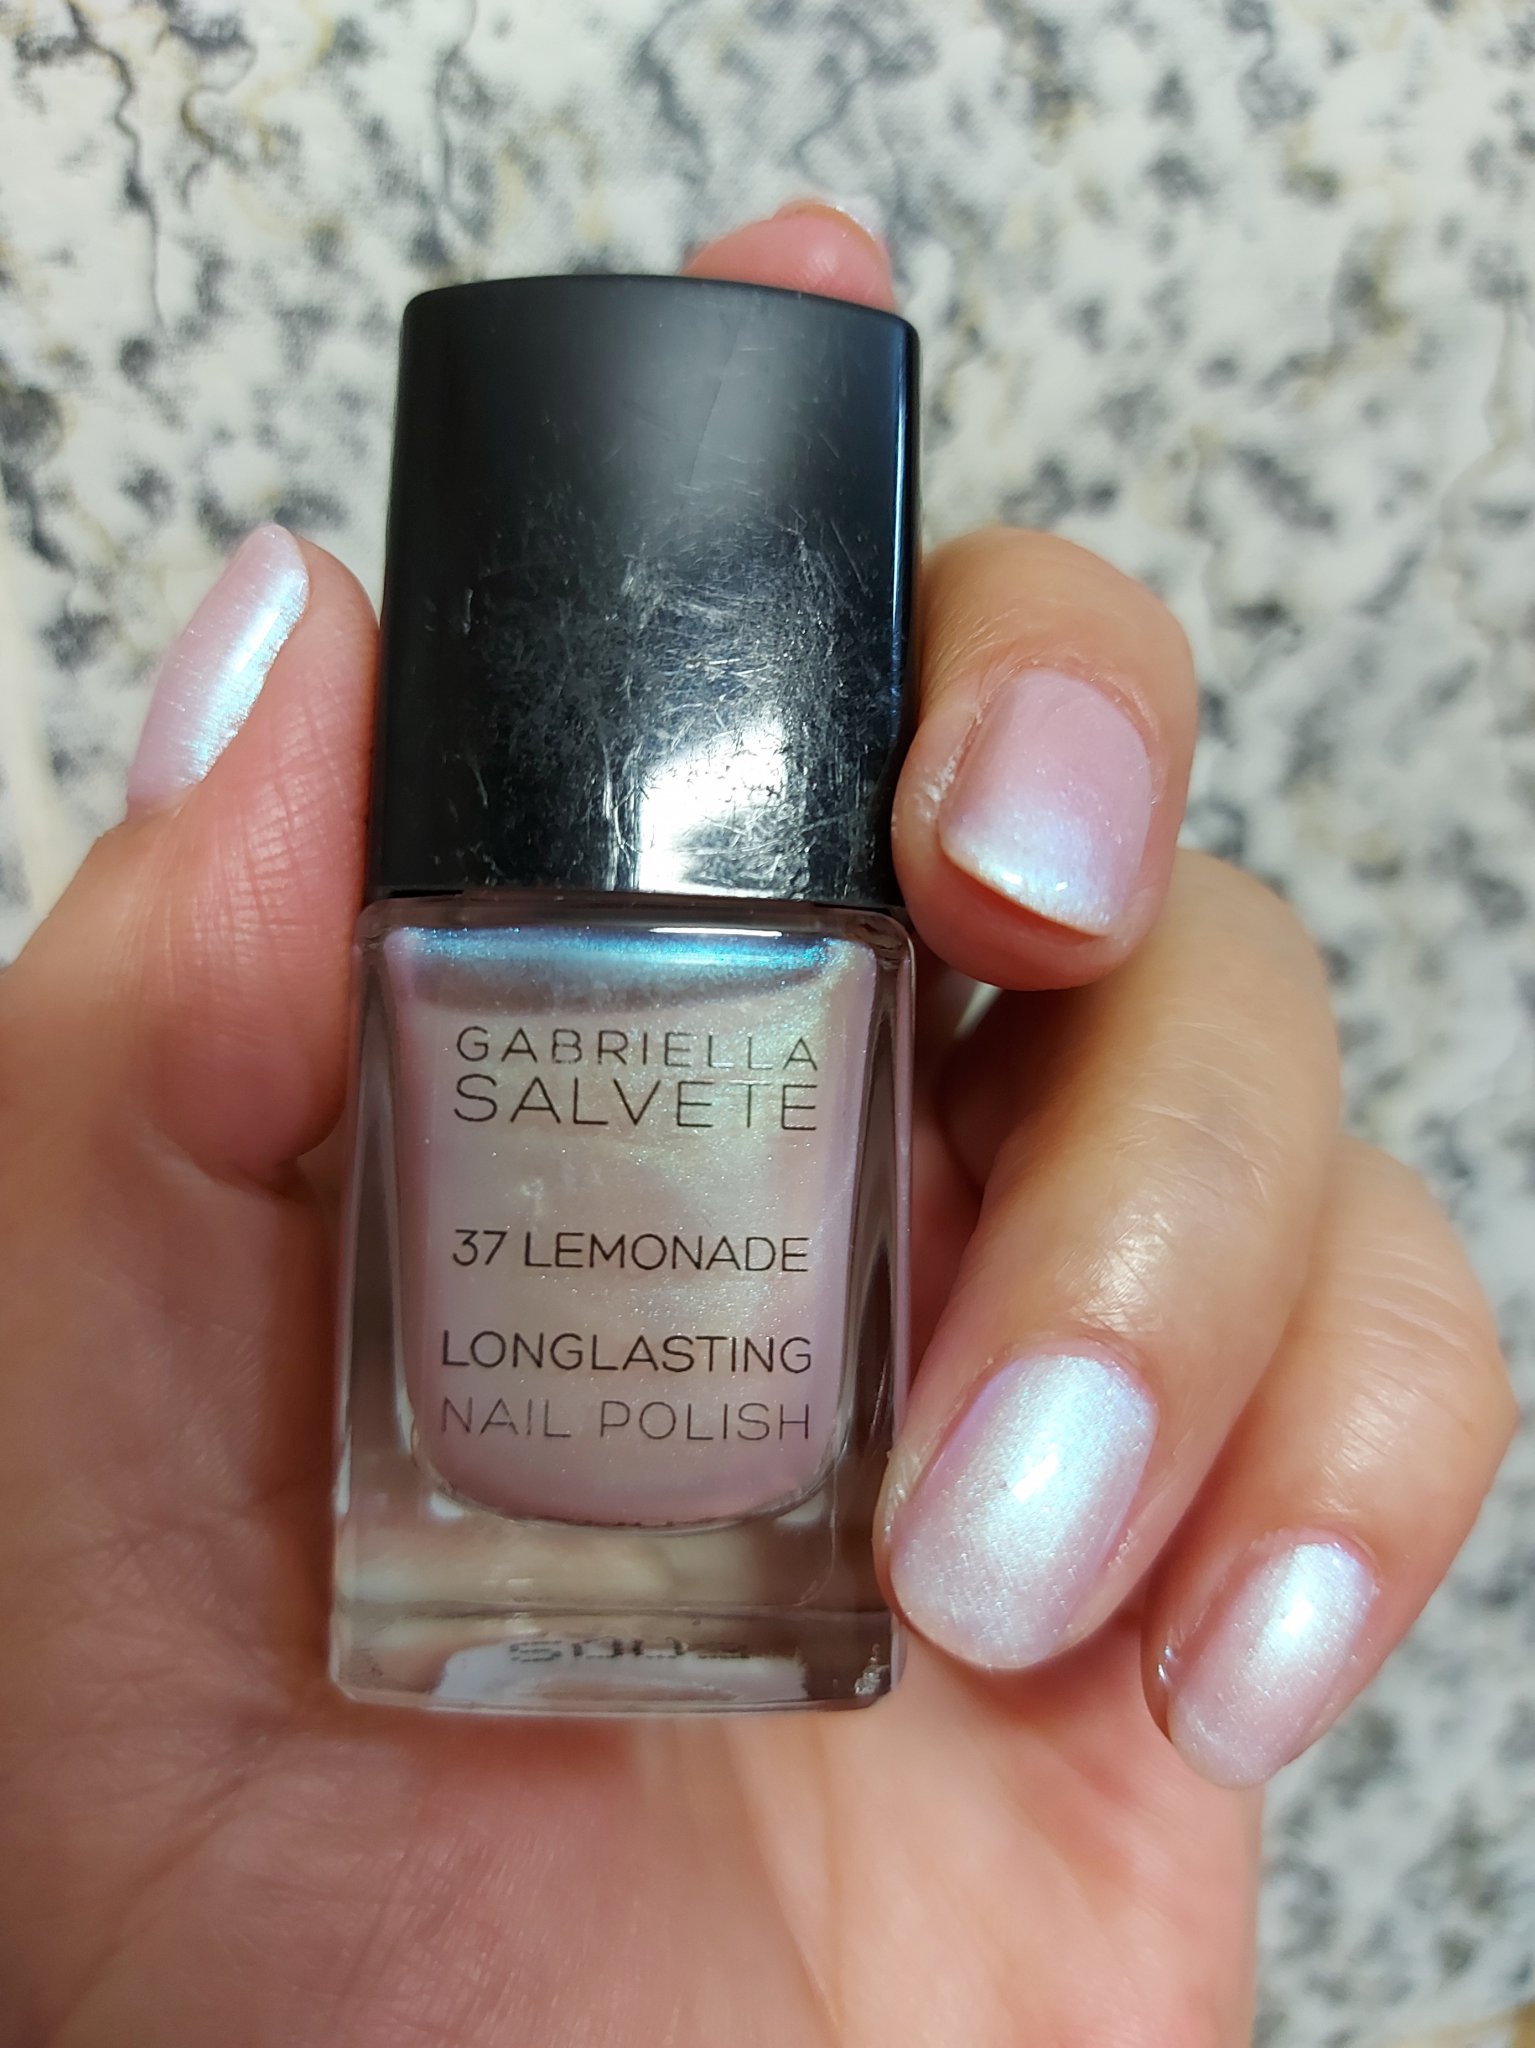 GABRIELLA
SALVETE
37 LEMONADE
LONGLASTING
NAIL POLISH